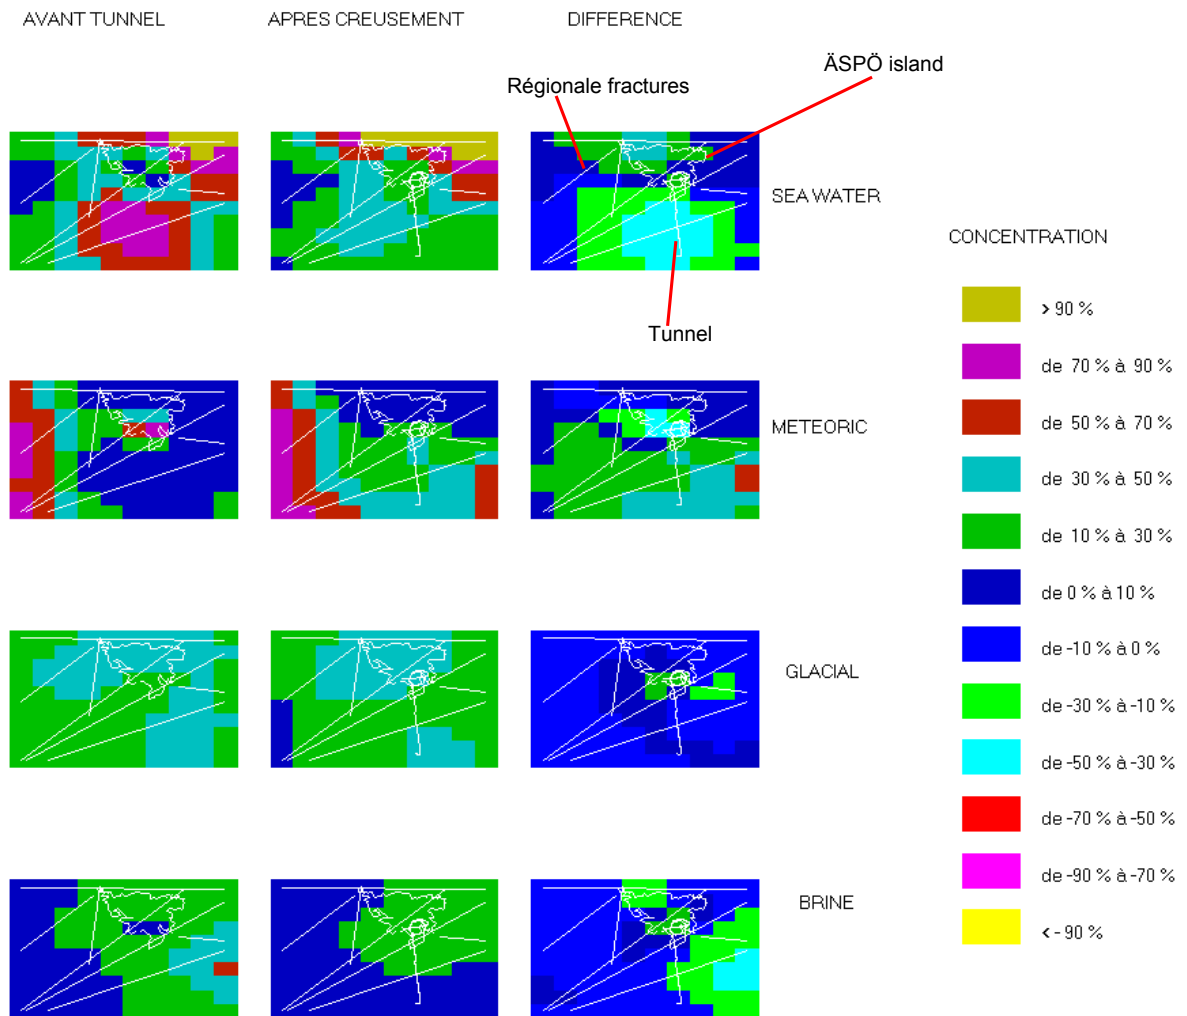 AVANT TUNNEL
APRES CREUSEMENT
DIFFERENCE
ÄSPÖ island
Régionale fractures
SEA WATER
Tunnel
METEORIC
GLACIAL
BRINE
CONCENTRATION
> 90 %
de 70 % à 90 %
de 50 % à 70 %
de 30 % à 50 %
de 10 % à 30 %
de 0 % à 10 %
de -10 % à 0 %
de -30 % à -10 %
de -50 % à -30 %
de -70 % à -50 %
de -90 % à -70 %
< - 90 %